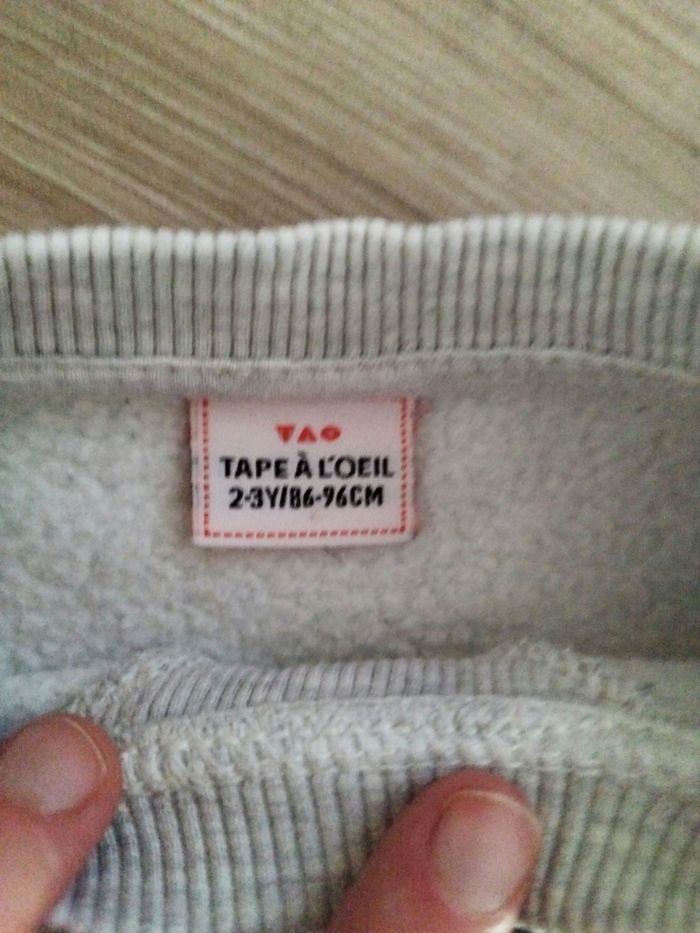 TAO
TAPE À L'OEIL
2-3Y/86-96CM